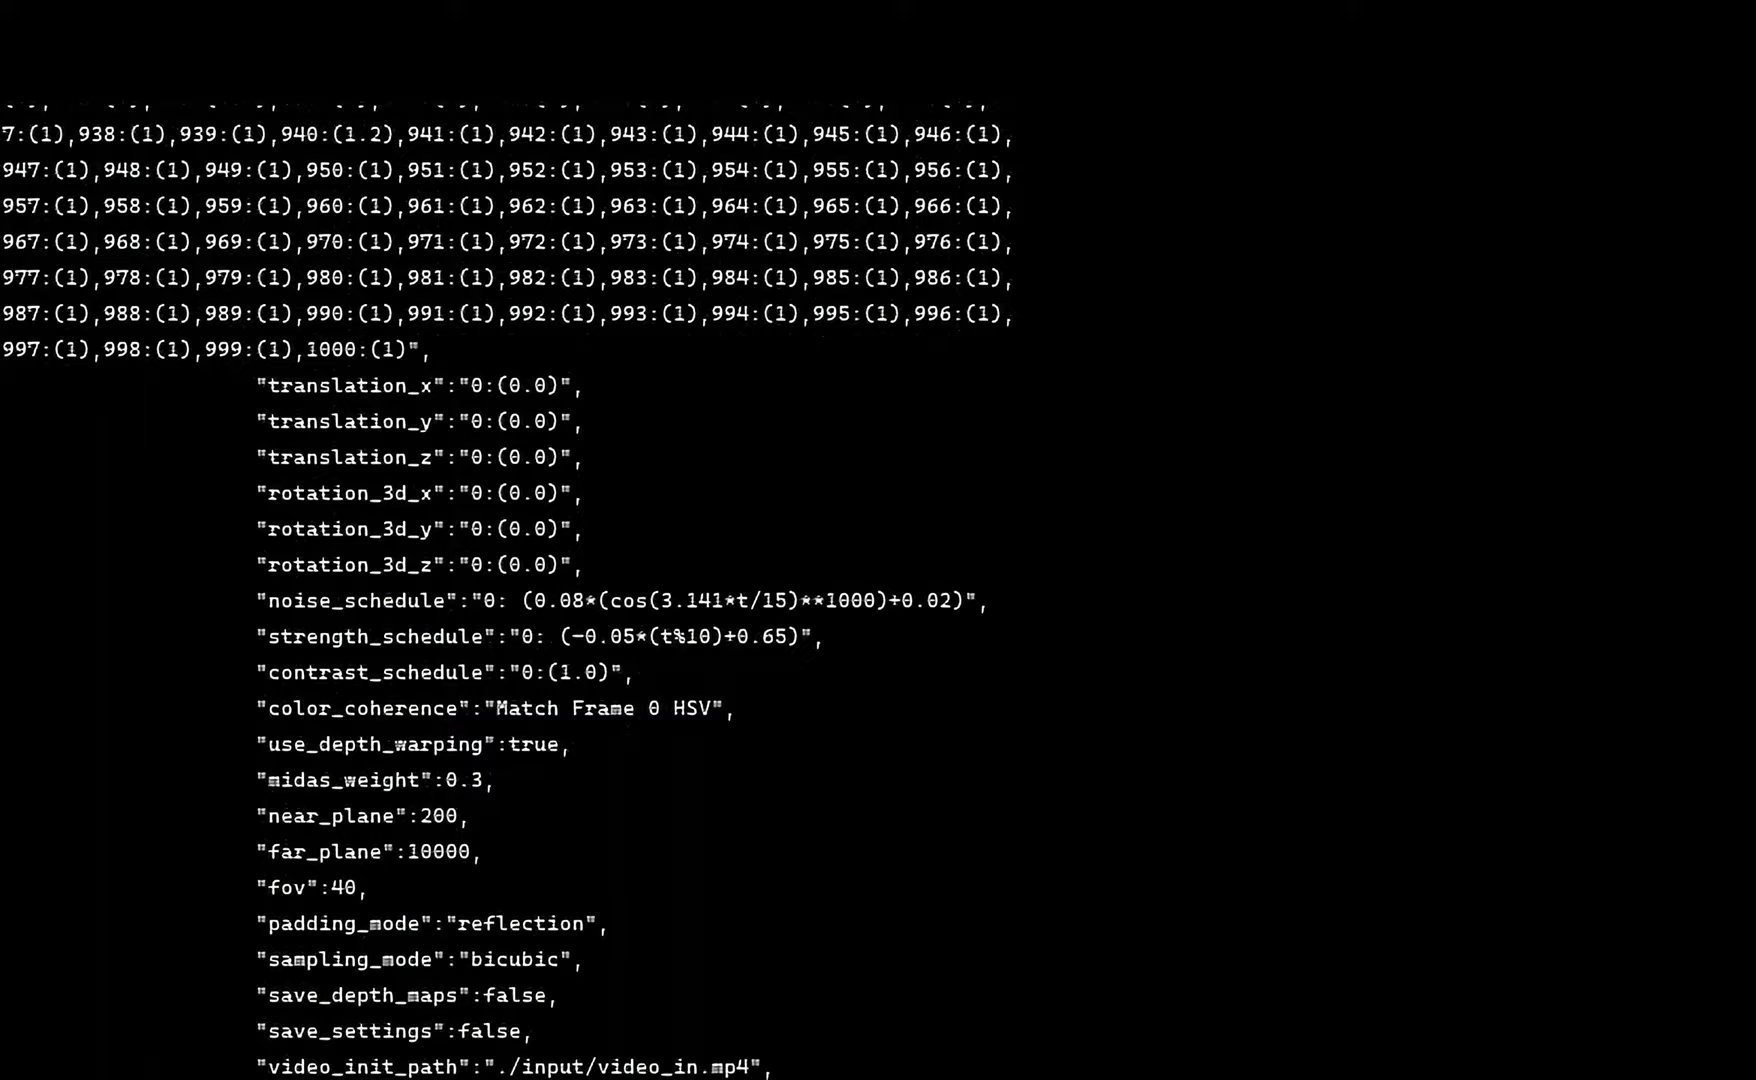 7:(1),938:(1),939:(1),940:(1.2),941:(1),942:(1),943:(1),944:(1),945:(1),946:(1),
947:(1),948:(1),949:(1),950:(1),951:(1),952:(1),953:(1),954:(1),955:(1),956:(1),
957:(1),958:(1),959:(1),960:(1),961:(1),962:(1),963:(1),964:(1),965:(1),966:(1),
967:(1),968:(1),969:(1),970:(1),971:(1),972:(1),973:(1),974:(1),975:(1),976:(1),
977:(1),978:(1),979:(1),980:(1),981:(1),982:(1),983:(1),984:(1),985:(1),986:(1),
987:(1),988:(1),989:(1),990:(1),991:(1),992:(1),993:(1),994:(1),995:(1),996:(1),
997:(1),998:(1),999:(1),1000:(1)",
"translation_x":"0:(0.0)",
"translation_y":"0:(0.0)",
"translation_z":"0:(0.0)",
"rotation_3d_x":"0:(0.0)",
"rotation_3d_y":"0:(0.0)",
"rotation_3d_z":"0:(0.0)",
"noise_schedule":"0: (0.08*(cos(3.141*t/15)**1000)+0.02)",
"strength_schedule":"0: (-0.05*(t%10)+0.65)",
"contrast_schedule":"0:(1.0)",
"color_coherence":"Match Frame 0 HSV",
"use_depth_warping":true,
"midas_weight":0.3,
"near_plane":200,
"far_plane":10000,
"fov":40,
"padding_mode":"reflection",
"sampling_mode":"bicubic",
"save_depth_maps":false,
"save_settings":false,
"video_init_path":"./input/video_in.mp4",